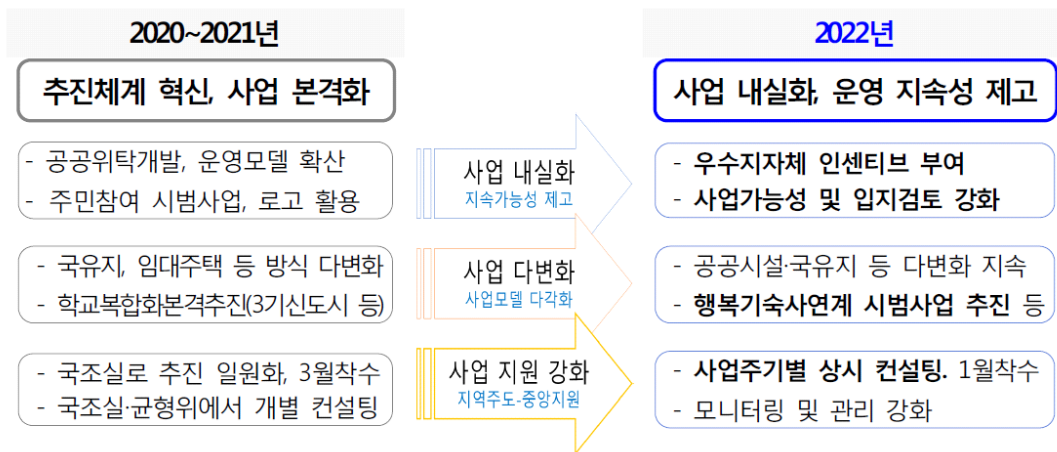 2020~2021년
2022년
추진체계 혁신, 사업 본격화
사업 내실화, 운영 지속성 제고
- 공공위탁개발, 운영모델 확산
- 주민참여 시범사업, 로고 활용
사업 내실화
지속가능성 제고
- 우수지자체 인센티브 부여
- 사업가능성 및 입지검토 강화
- 국유지, 임대주택 등 방식 다변화
- 학교복합화본격추진(3기신도시 등)
사업 다변화
사업모델 다각화
- 공공시설·국유지 등 다변화 지속
- 행복기숙사연계 시범사업 추진 등
- 국조실로 추진 일원화, 3월착수
- 국조실·균형위에서 개별 컨설팅
사업 지원 강화
지역주도-중앙지원
- 사업주기별 상시 컨설팅. 1월착수
- 모니터링 및 관리 강화